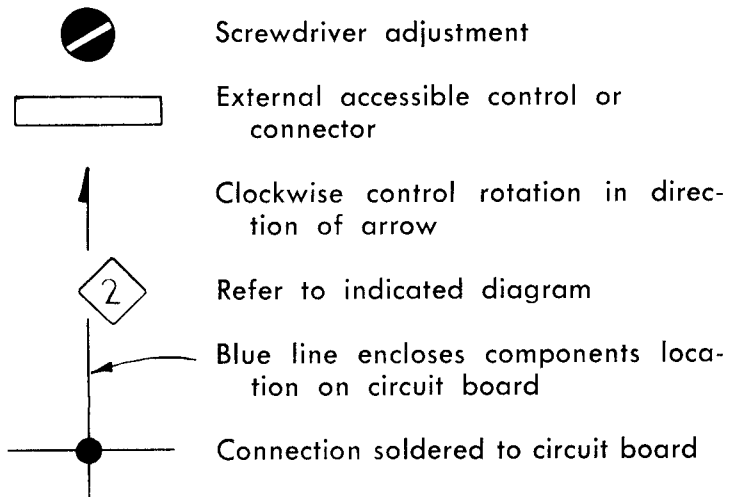 Screwdriver adjustment
External accessible control or
connector
Clockwise control rotation in direc-
tion of arrow
2
Refer to indicated diagram
Blue line encloses components loca-
tion on circuit board
Connection soldered to circuit board